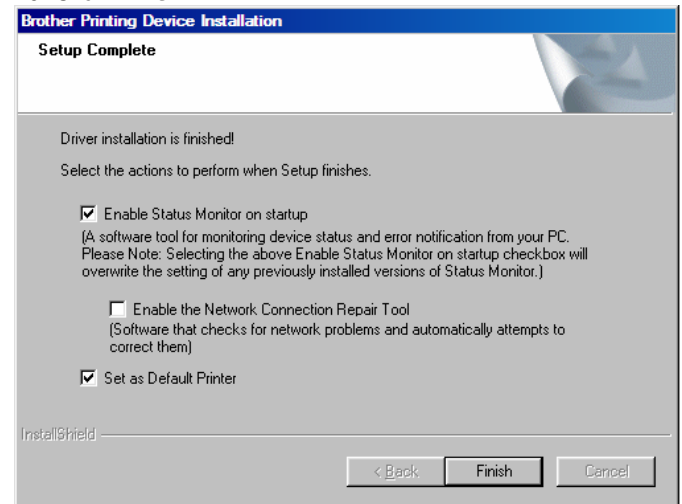 Brother Printing Device Installation
Setup Complete
Driver installation is finished!
Select the actions to perform when Setup finishes.
Enable Status Monitor on startup
(A software tool for monitoring device status and error notification from your PC.
Please Note: Selecting the above Enable Status Monitor on startup checkbox will
overwrite the setting of any previously installed versions of Status Monitor.)
Enable the Network Connection Repair Tool
(Software that checks for network problems and automatically attempts to
correct them)
Set as Default Printer
InstallShield
< Back Finish Cancel